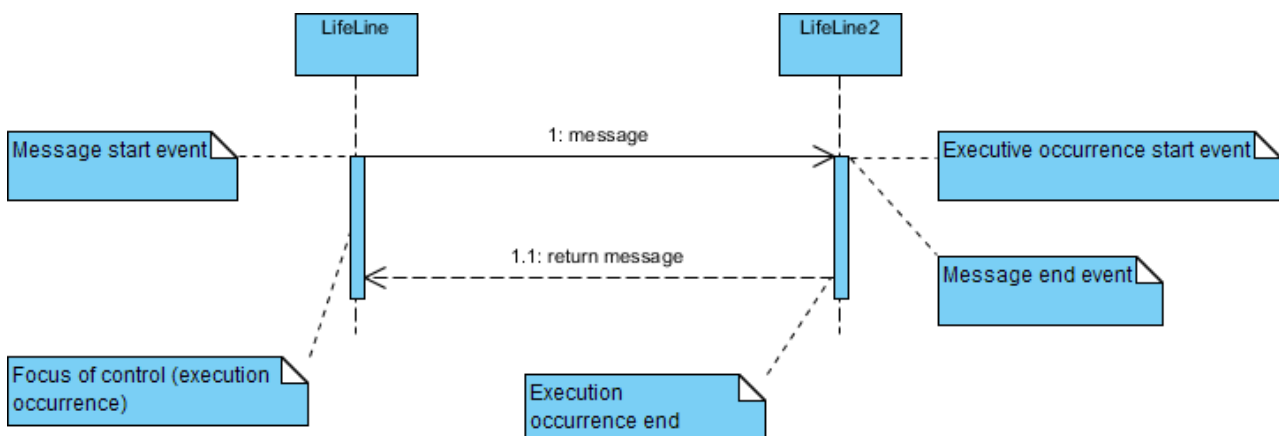 LifeLine
LifeLine2
1: message
Message start event
Executive occurrence start event
1.1: return message
Message end event
Focus of control (execution
occurrence)
Execution
occurrence end